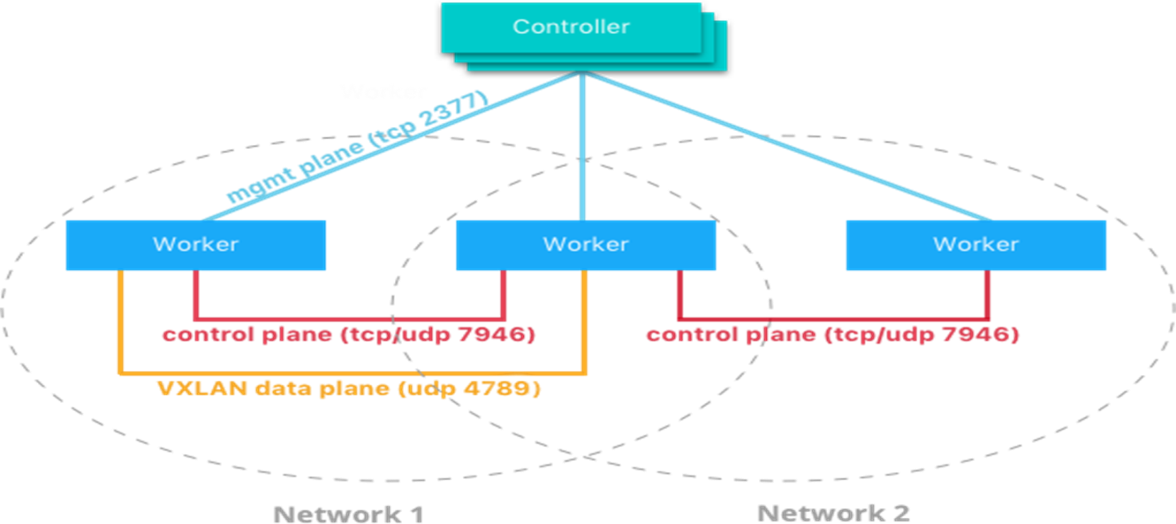 Controller
mgmt plane (tcp 2377)
Worker
Worker
Worker
control plane (tcp/udp 7946)
control plane (tcp/udp 7946)
VXLAN data plane (udp 4789)
Network 1
Network 2